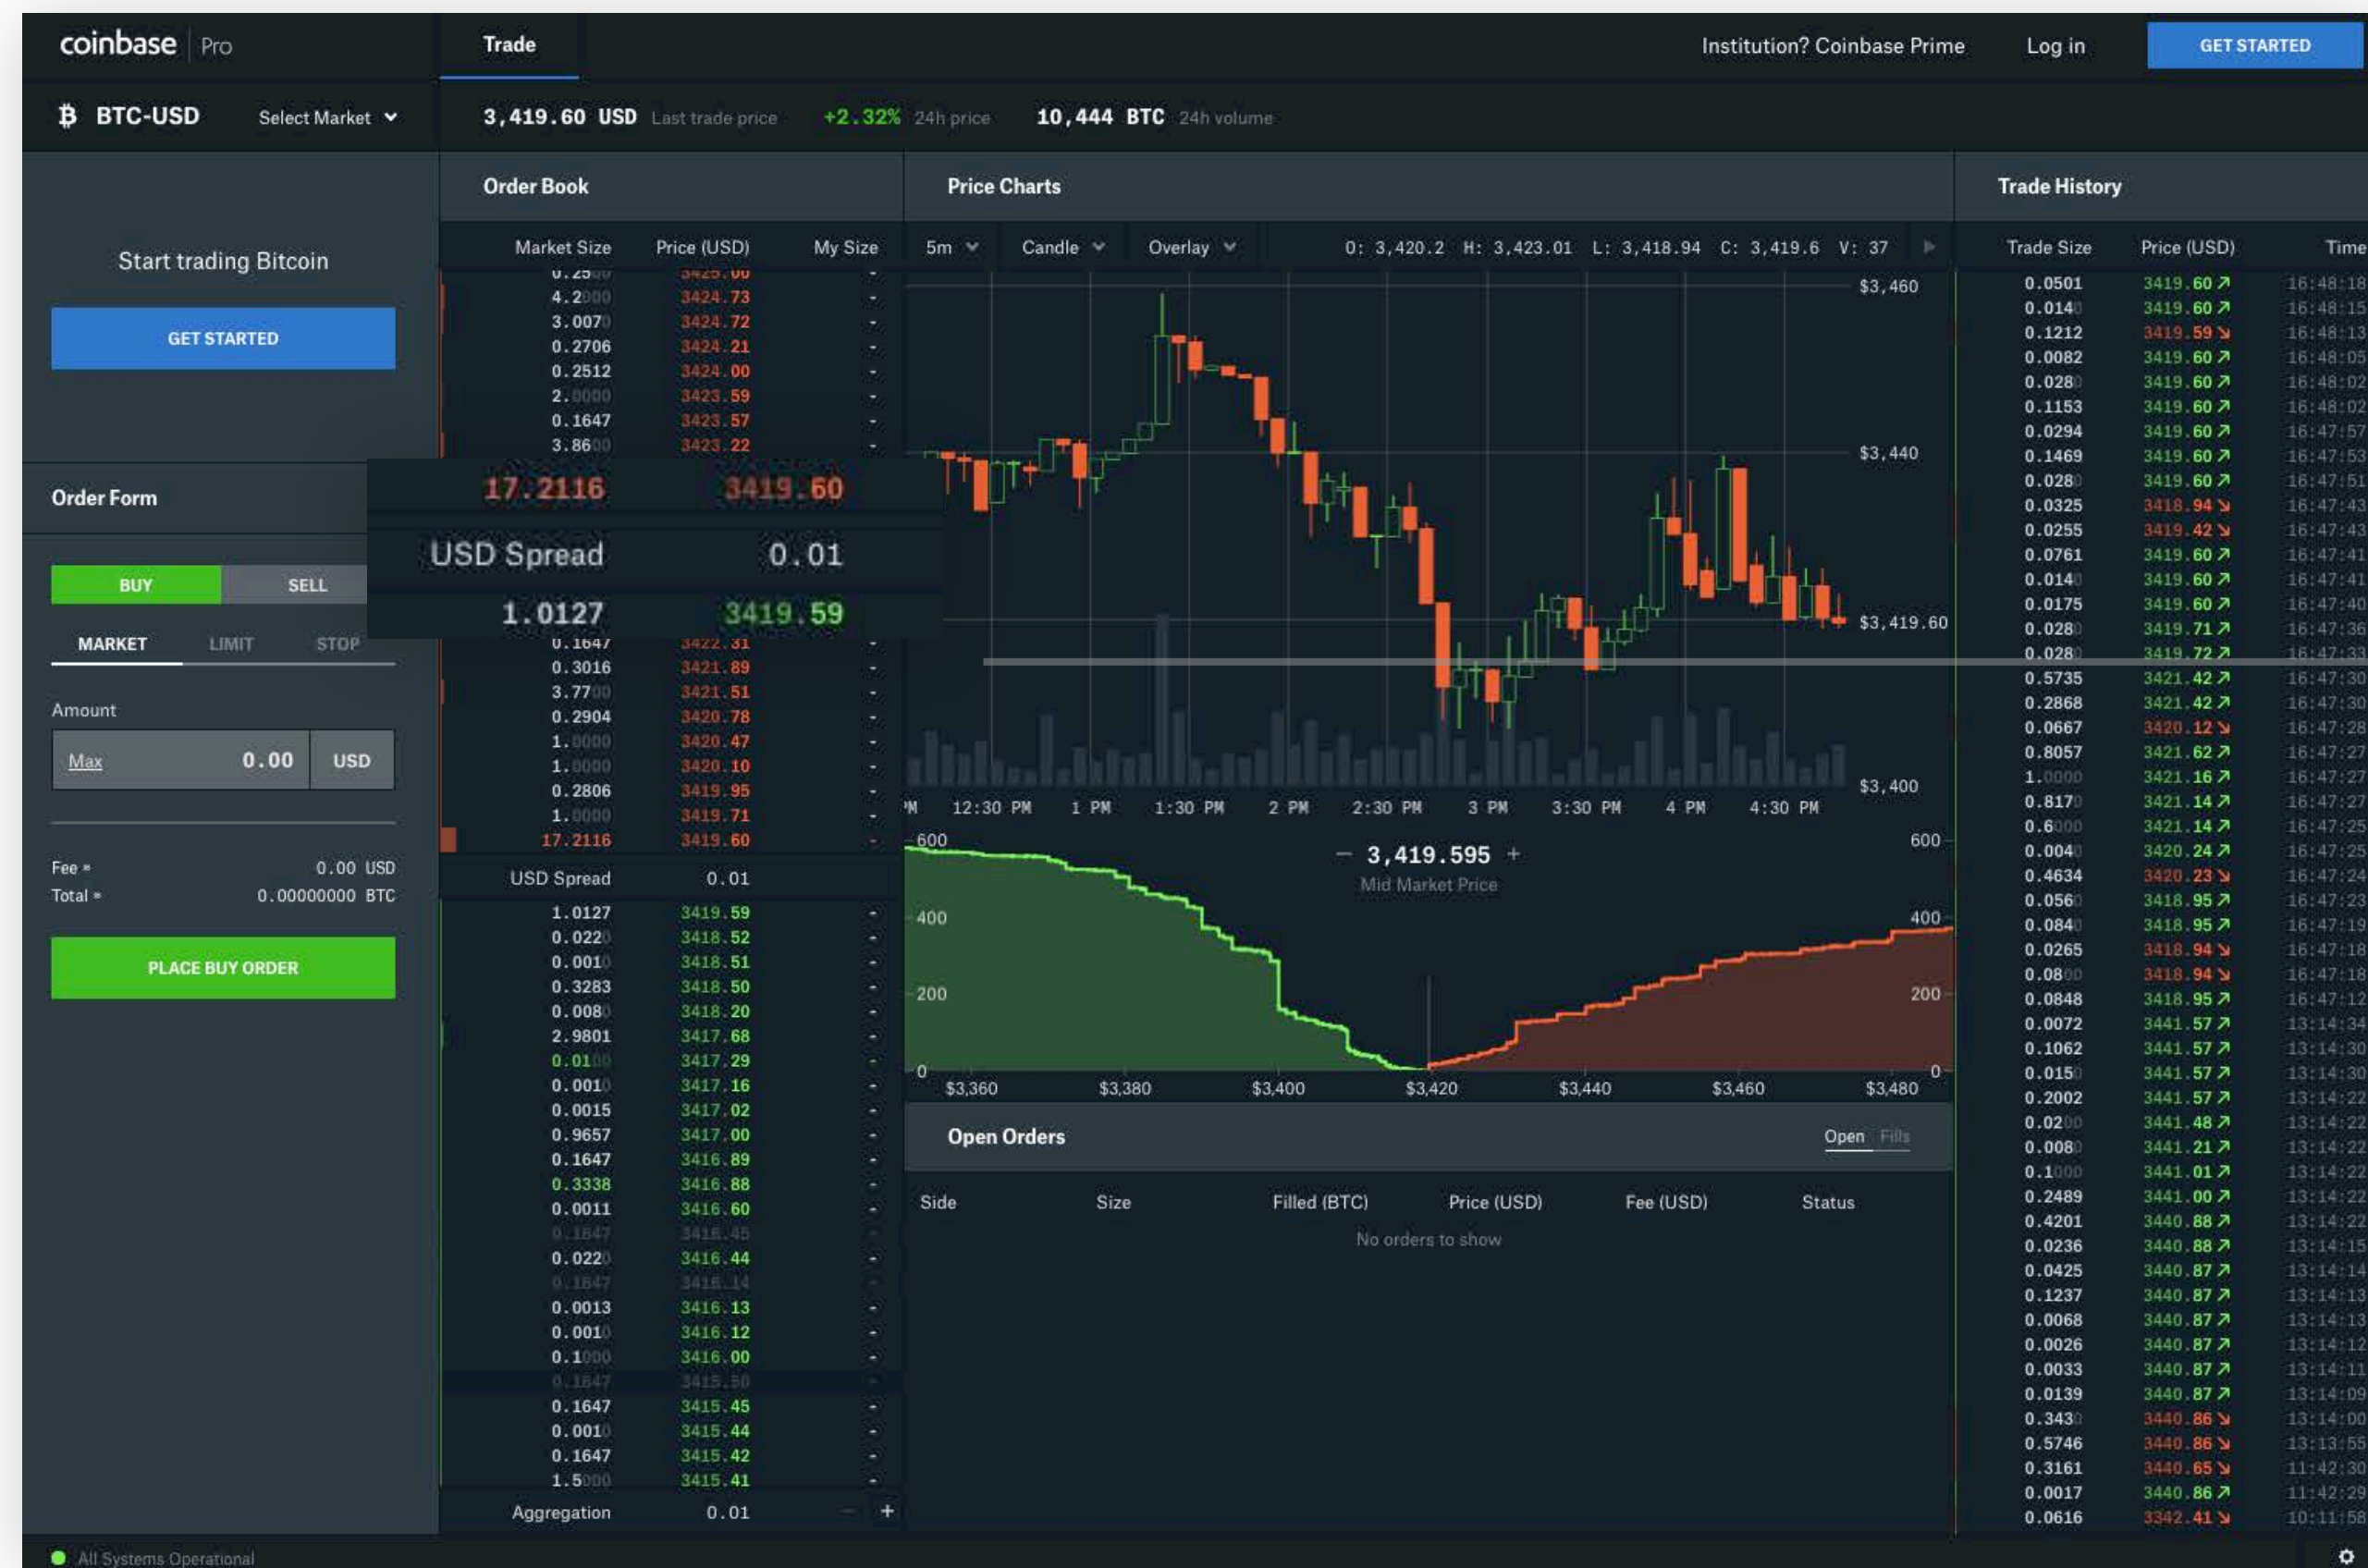 coinbase Pro Trade Institution? Coinbase Prime Log in GET STARTED
BTC-USD Select Market 3,419.60 USD Last trade price +2.32% 24h price 10,444 BTC 24h volume
Start trading Bitcoin
GET STARTED
Order Form
BUY SELL
MARKET LIMIT STOP
Amount
Max 0.00 USD
Fee ≈ 0.00 USD
Total ≈ 0.00000000 BTC
PLACE BUY ORDER
Order Book
Market Size Price (USD) My Size
0.2500 3425.00 -
4.2000 3424.73 -
3.0070 3424.72 -
0.2706 3424.21 -
0.2512 3424.00 -
2.0000 3423.59 -
0.1647 3423.57 -
3.8600 3423.22 -
17.2116 3419.60
USD Spread 0.01
1.0127 3419.59
0.1647 3422.31 -
0.3016 3421.89 -
3.7700 3421.51 -
0.2904 3420.78 -
1.0000 3420.47 -
1.0000 3420.10 -
0.2806 3419.95 -
1.0000 3419.71 -
17.2116 3419.60 -
USD Spread 0.01
1.0127 3419.59 -
0.0220 3418.52 -
0.0010 3418.51 -
0.3283 3418.50 -
0.0080 3418.20 -
2.9801 3417.68 -
0.0100 3417.29 -
0.0010 3417.16 -
0.0015 3417.02 -
0.9657 3417.00 -
0.1647 3416.89 -
0.3338 3416.88 -
0.0011 3416.60 -
0.1647 3416.45 -
0.0220 3416.44 -
0.1647 3416.14 -
0.0013 3416.13 -
0.0010 3416.12 -
0.1000 3416.00 -
0.1647 3415.50 -
0.1647 3415.45 -
0.0010 3415.44 -
0.1647 3415.42 -
1.5000 3415.41 -
Aggregation 0.01 - +
Price Charts
5m Candle Overlay O: 3,420.2 H: 3,423.01 L: 3,418.94 C: 3,419.6 V: 37
$3,460
$3,440
$3,419.60
$3,400
PM 12:30 PM 1 PM 1:30 PM 2 PM 2:30 PM 3 PM 3:30 PM 4 PM 4:30 PM
600 600
− 3,419.595 +
Mid Market Price
400 400
200 200
0 0
$3,360 $3,380 $3,400 $3,420 $3,440 $3,460 $3,480
Open Orders Open Fills
Side Size Filled (BTC) Price (USD) Fee (USD) Status
No orders to show
Trade History
Trade Size Price (USD) Time
0.0501 3419.60↗ 16:48:18
0.0140 3419.60↗ 16:48:15
0.1212 3419.59↘ 16:48:13
0.0082 3419.60↗ 16:48:05
0.0280 3419.60↗ 16:48:02
0.1153 3419.60↗ 16:48:02
0.0294 3419.60↗ 16:47:57
0.1469 3419.60↗ 16:47:53
0.0280 3419.60↗ 16:47:51
0.0325 3418.94↘ 16:47:43
0.0255 3419.42↘ 16:47:43
0.0761 3419.60↗ 16:47:41
0.0140 3419.60↗ 16:47:41
0.0175 3419.60↗ 16:47:40
0.0280 3419.71↗ 16:47:36
0.0280 3419.72↗ 16:47:33
0.5735 3421.42↗ 16:47:30
0.2868 3421.42↗ 16:47:30
0.0667 3420.12↘ 16:47:28
0.8057 3421.62↗ 16:47:27
1.0000 3421.16↗ 16:47:27
0.8170 3421.14↗ 16:47:27
0.6000 3421.14↗ 16:47:25
0.0040 3420.24↗ 16:47:25
0.4634 3420.23↘ 16:47:24
0.0560 3418.95↗ 16:47:23
0.0840 3418.95↗ 16:47:19
0.0265 3418.94↘ 16:47:18
0.0800 3418.94↘ 16:47:18
0.0848 3418.95↗ 16:47:12
0.0072 3441.57↗ 13:14:34
0.1062 3441.57↗ 13:14:30
0.0150 3441.57↗ 13:14:30
0.2002 3441.57↗ 13:14:22
0.0200 3441.48↗ 13:14:22
0.0080 3441.21↗ 13:14:22
0.1000 3441.01↗ 13:14:22
0.2489 3441.00↗ 13:14:22
0.4201 3440.88↗ 13:14:22
0.0236 3440.88↗ 13:14:15
0.0425 3440.87↗ 13:14:14
0.1237 3440.87↗ 13:14:13
0.0068 3440.87↗ 13:14:13
0.0026 3440.87↗ 13:14:12
0.0033 3440.87↗ 13:14:11
0.0139 3440.87↗ 13:14:09
0.3430 3440.86↘ 13:14:00
0.5746 3440.86↘ 13:13:55
0.3161 3440.65↘ 11:42:30
0.0017 3440.86↗ 11:42:29
0.0616 3342.41↘ 10:11:58
All Systems Operational